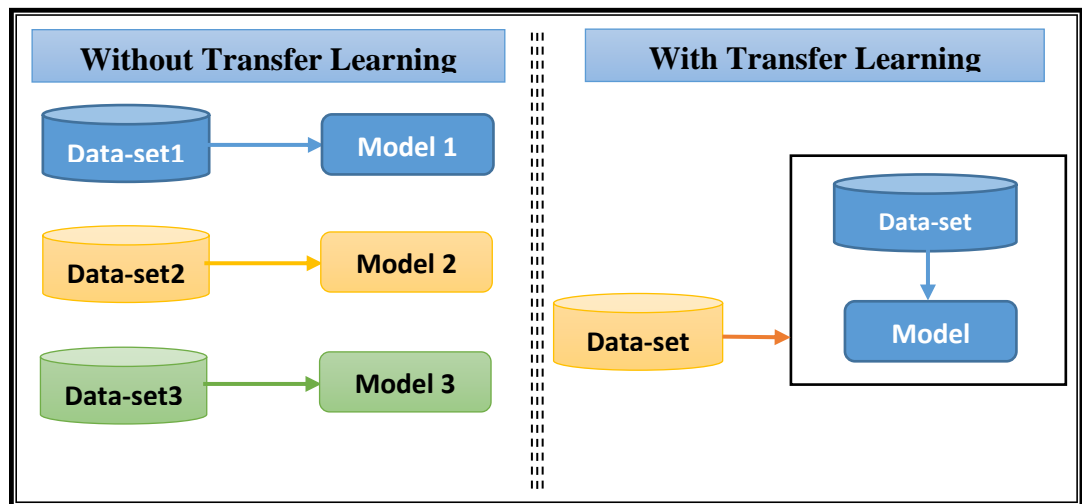 Without Transfer Learning
Data-set1
Model 1
Data-set2
Model 2
Data-set3
Model 3
With Transfer Learning
Data-set
Model
Data-set